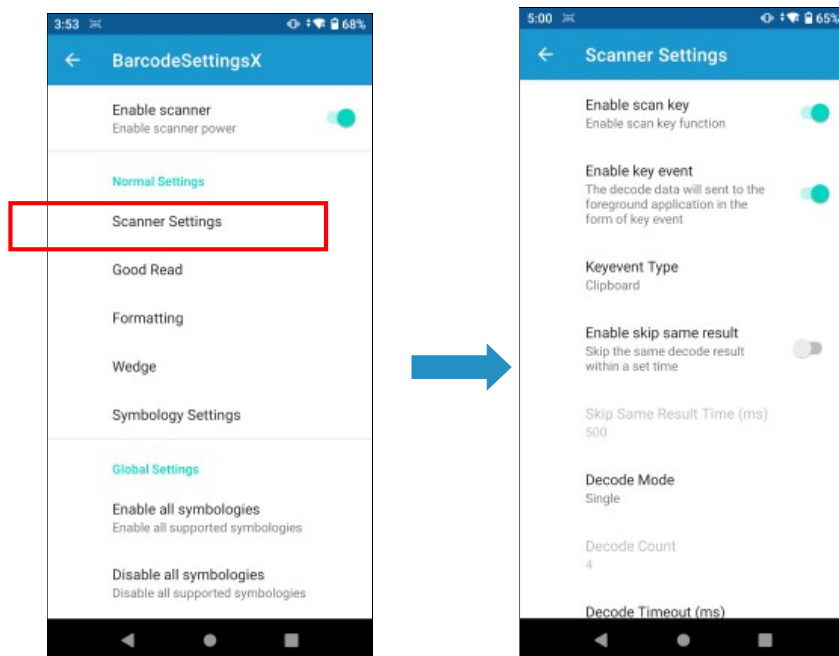 3:53 68%
BarcodeSettingsX
Enable scanner
Enable scanner power
Normal Settings
Scanner Settings
Good Read
Formatting
Wedge
Symbology Settings
Global Settings
Enable all symbologies
Enable all supported symbologies
Disable all symbologies
Disable all supported symbologies
5:00 65%
Scanner Settings
Enable scan key
Enable scan key function
Enable key event
The decode data will sent to the
foreground application in the
form of key event
Keyevent Type
Clipboard
Enable skip same result
Skip the same decode result
within a set time
Skip Same Result Time (ms)
500
Decode Mode
Single
Decode Count
4
Decode Timeout (ms)